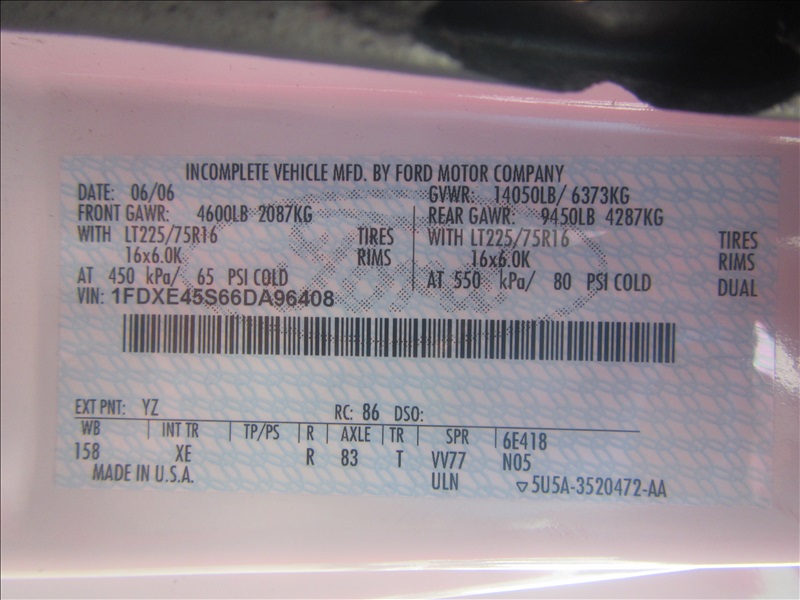 INCOMPLETE VEHICLE MFD. BY FORD MOTOR COMPANY
DATE: 06/06 GVWR: 14050LB/ 6373KG
FRONT GAWR: 4600LB 2087KG REAR GAWR: 9450LB 4287KG
WITH LT225/75R16 TIRES WITH LT225/75R16 TIRES
16x6.0K RIMS 16x6.0K RIMS
AT 450 kPa/ 65 PSI COLD AT 550 kPa/ 80 PSI COLD DUAL
VIN: 1FDXE45S66DA96408
EXT PNT: YZ RC: 86 DSO:
WB INT TR TP/PS R AXLE TR SPR 6E418
158 XE R 83 T VV77 N05
MADE IN U.S.A. ULN ▽5U5A-3520472-AA